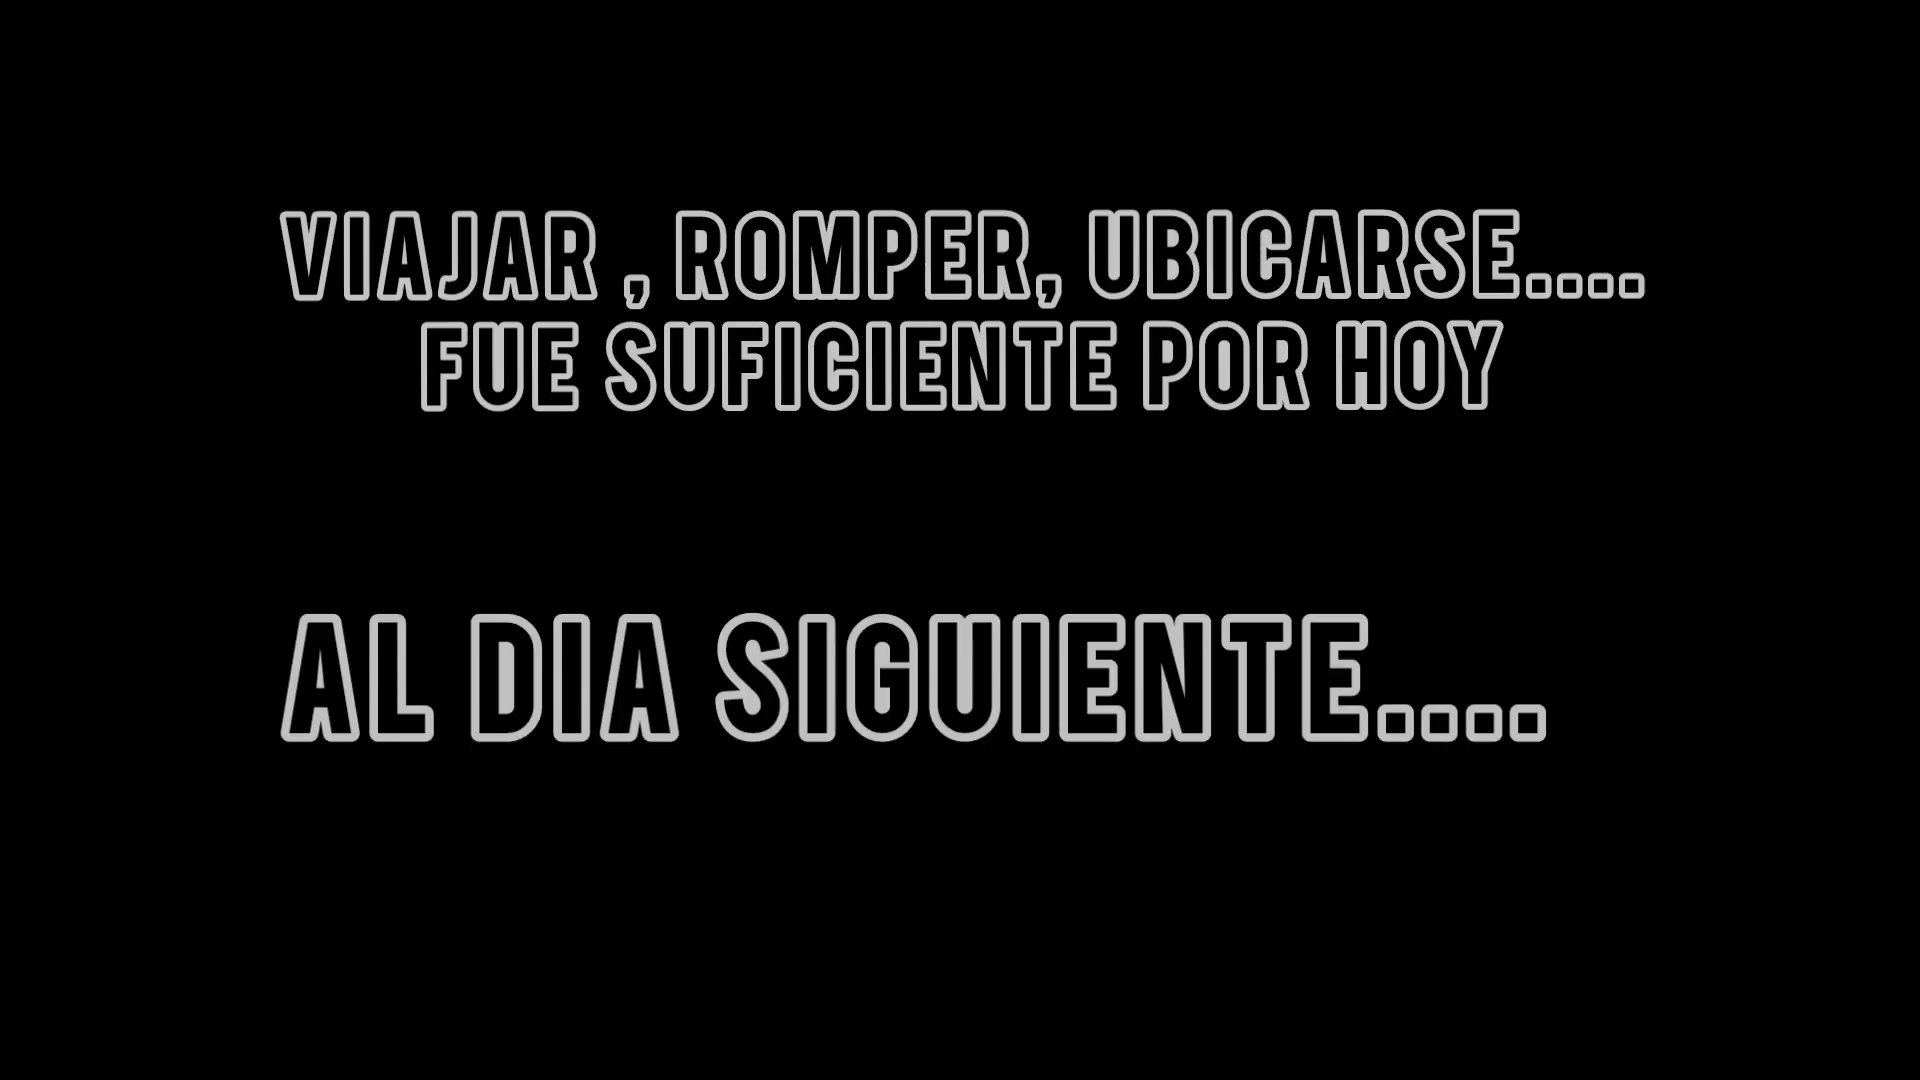 VIAJAR , ROMPER, UBICARSE....
FUE SUFICIENTE POR HOY
AL DIA SIGUIENTE....